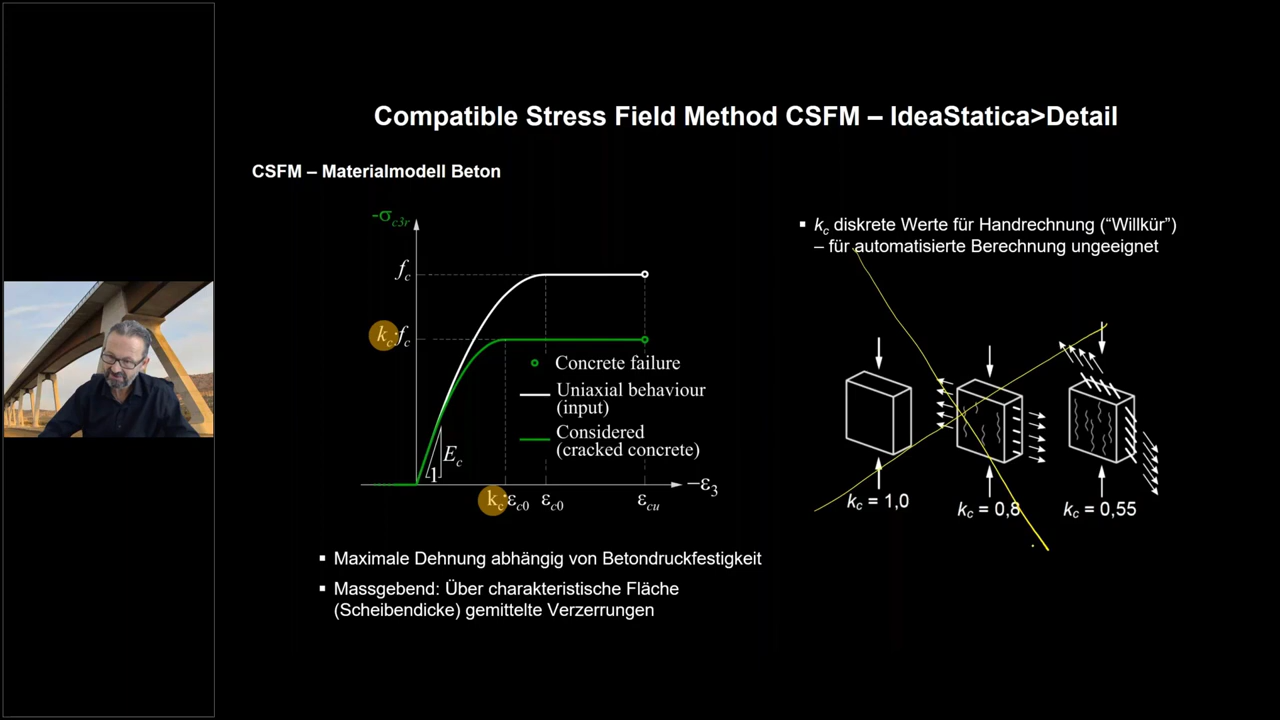 Compatible Stress Field Method CSFM – IdeaStatica>Detail
CSFM – Materialmodell Beton
-σc3r
fc
kc·fc
Concrete failure
Uniaxial behaviour
(input)
Considered
(cracked concrete)
Ec
1
kc·εc0
εc0
εcu
−ε3
▪ Maximale Dehnung abhängig von Betondruckfestigkeit
▪ Massgebend: Über charakteristische Fläche
(Scheibendicke) gemittelte Verzerrungen
▪ kc diskrete Werte für Handrechnung (“Willkür”)
– für automatisierte Berechnung ungeeignet
kc = 1,0
kc = 0,8
kc = 0,55